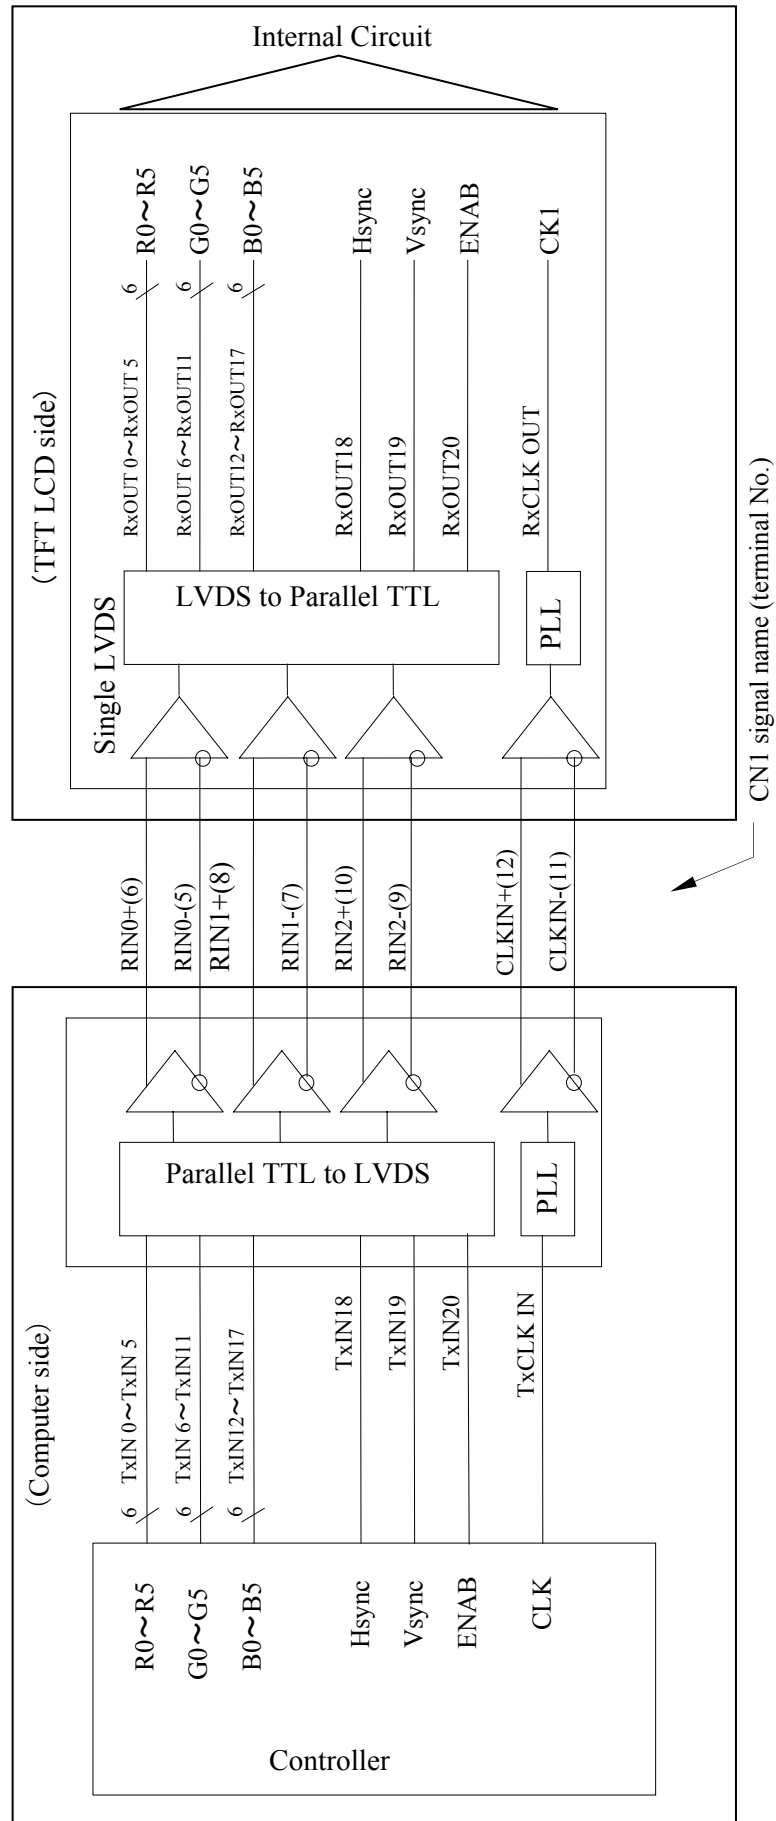 Internal Circuit
(TFT LCD side)
R0～R5
G0～G5
B0～B5
Hsync
Vsync
ENAB
CK1
6
6
6
RxOUT 0～RxOUT 5
RxOUT 6～RxOUT11
RxOUT12～RxOUT17
RxOUT18
RxOUT19
RxOUT20
RxCLK OUT
Single LVDS
LVDS to Parallel TTL
PLL
CN1 signal name (terminal No.)
RIN0+(6)
RIN0-(5)
RIN1+(8)
RIN1-(7)
RIN2+(10)
RIN2-(9)
CLKIN+(12)
CLKIN-(11)
Parallel TTL to LVDS
PLL
(Computer side)
6 TxIN 0～TxIN 5
6 TxIN 6～TxIN11
6 TxIN12～TxIN17
TxIN18
TxIN19
TxIN20
TxCLK IN
R0～R5
G0～G5
B0～B5
Hsync
Vsync
ENAB
CLK
Controller